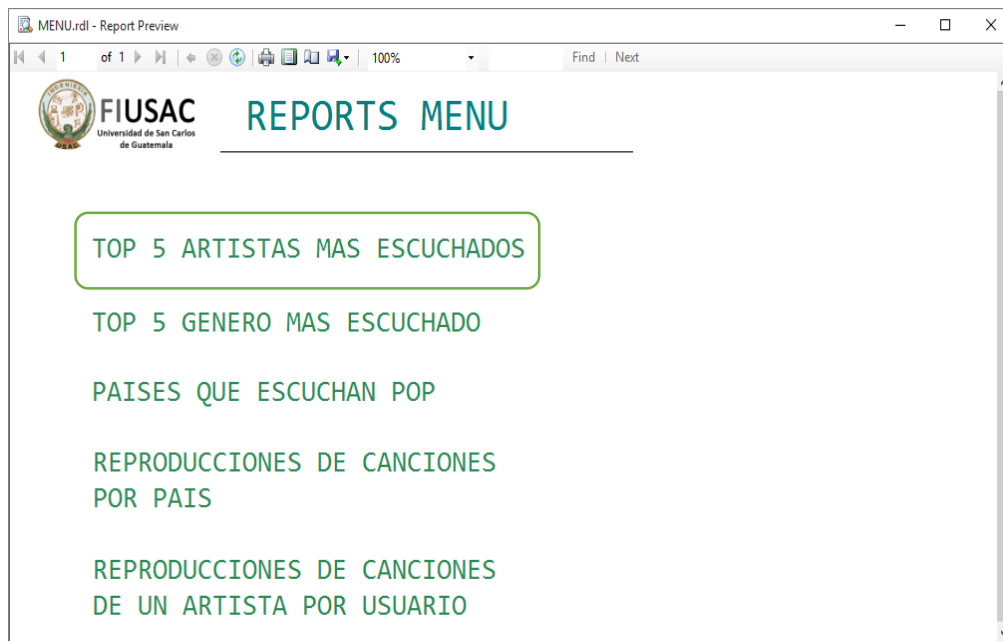 MENU.rdl - Report Preview
1 of 1 100% Find | Next
INGENIERIA
USAC
FIUSAC
Universidad de San Carlos
de Guatemala
REPORTS MENU
TOP 5 ARTISTAS MAS ESCUCHADOS
TOP 5 GENERO MAS ESCUCHADO
PAISES QUE ESCUCHAN POP
REPRODUCCIONES DE CANCIONES
POR PAIS
REPRODUCCIONES DE CANCIONES
DE UN ARTISTA POR USUARIO